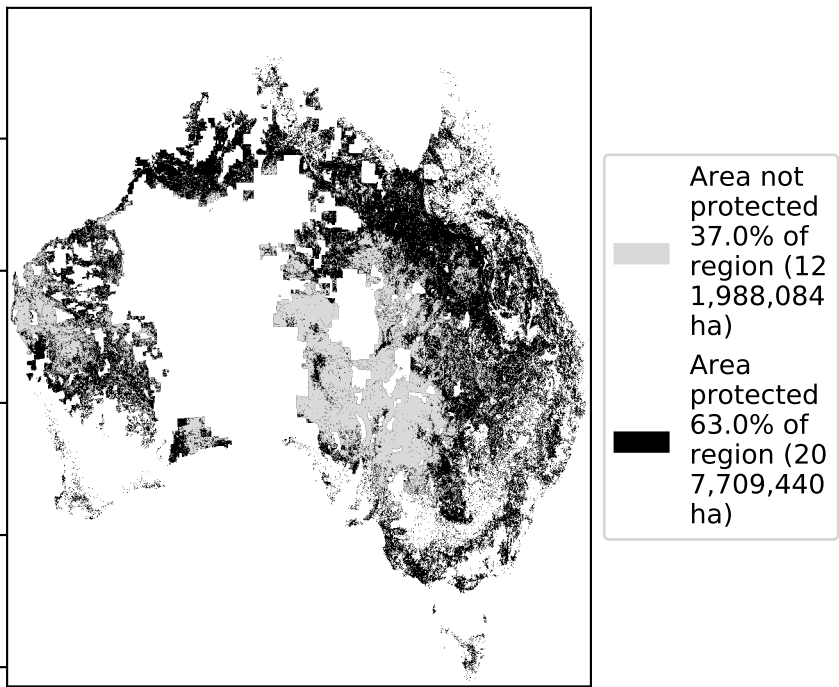 Area not
protected
37.0% of
region (12
1,988,084
ha)
Area
protected
63.0% of
region (20
7,709,440
ha)